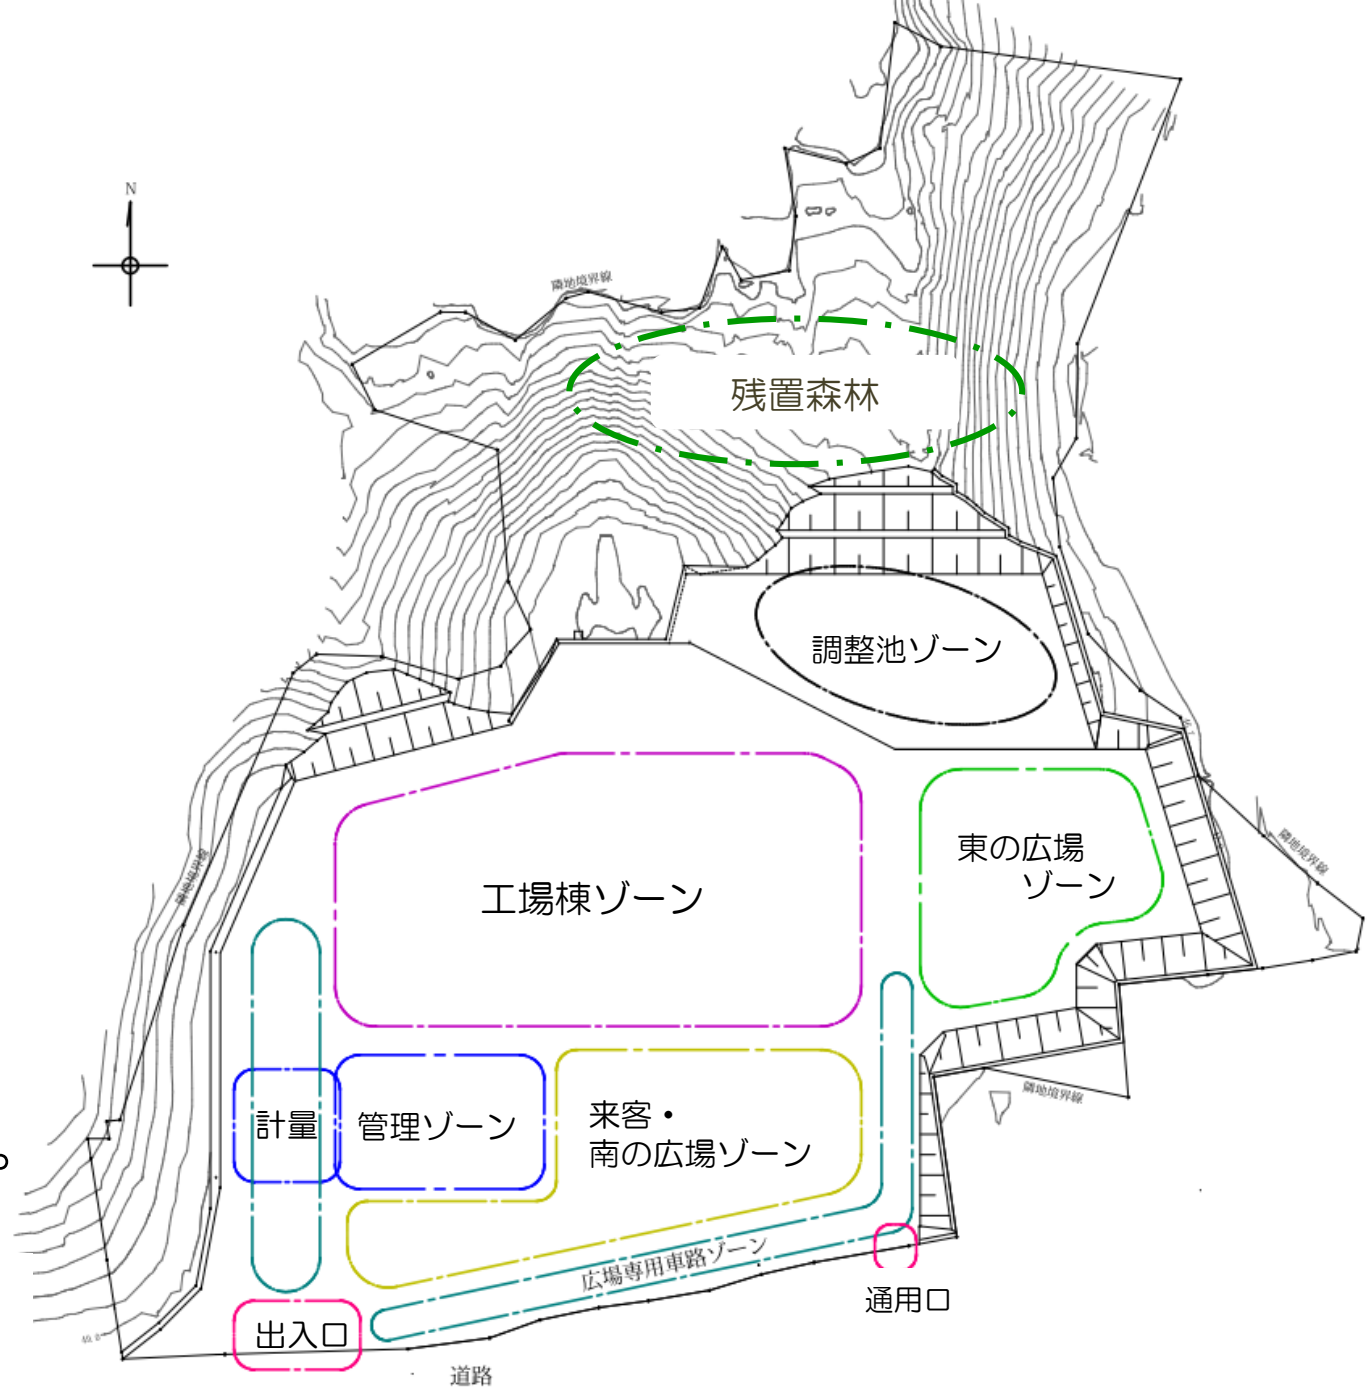 N
隣地境界線
残置森林
調整池ゾーン
隣地境界線
隣地境界線
東の広場
ゾーン
工場棟ゾーン
計量
管理ゾーン
来客・
南の広場ゾーン
隣地境界線
。
広場専用車路ゾーン
通用口
出入口
40.0
道路